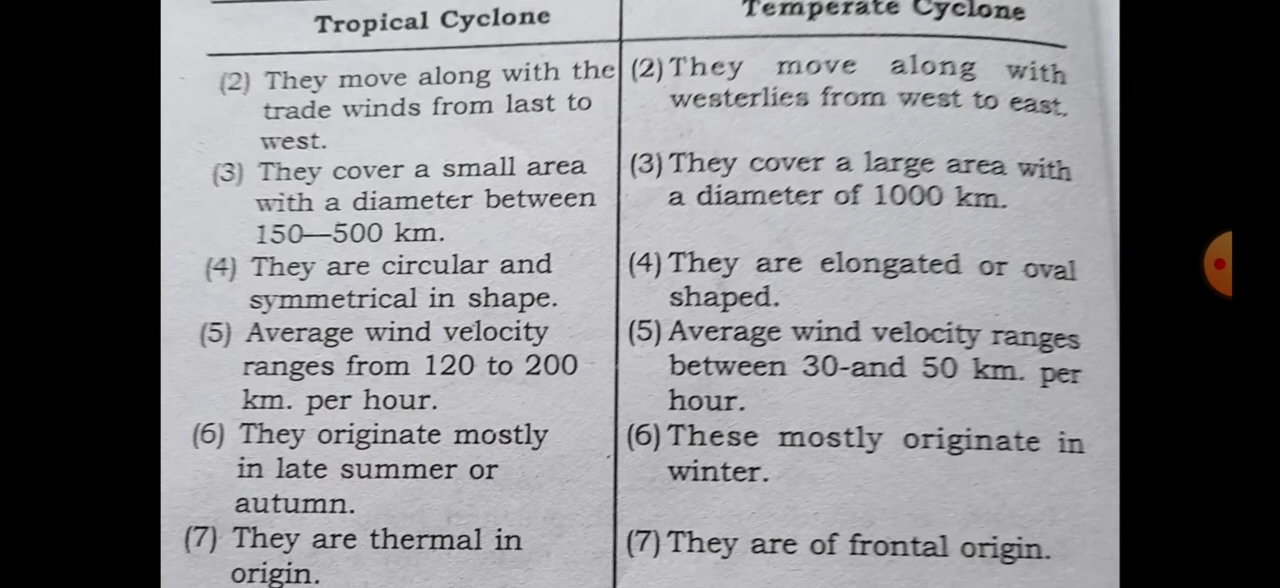 Tropical Cyclone
(2) They move along with the
trade winds from last to
west.
(3) They cover a small area
with a diameter between
150—500 km.
(4) They are circular and
symmetrical in shape.
(5) Average wind velocity
ranges from 120 to 200
km. per hour.
(6) They originate mostly
in late summer or
autumn.
(7) They are thermal in
origin.
Temperate Cyclone
(2) They move along with
westerlies from west to east.
(3) They cover a large area with
a diameter of 1000 km.
(4) They are elongated or oval
shaped.
(5) Average wind velocity ranges
between 30-and 50 km. per
hour.
(6) These mostly originate in
winter.
(7) They are of frontal origin.